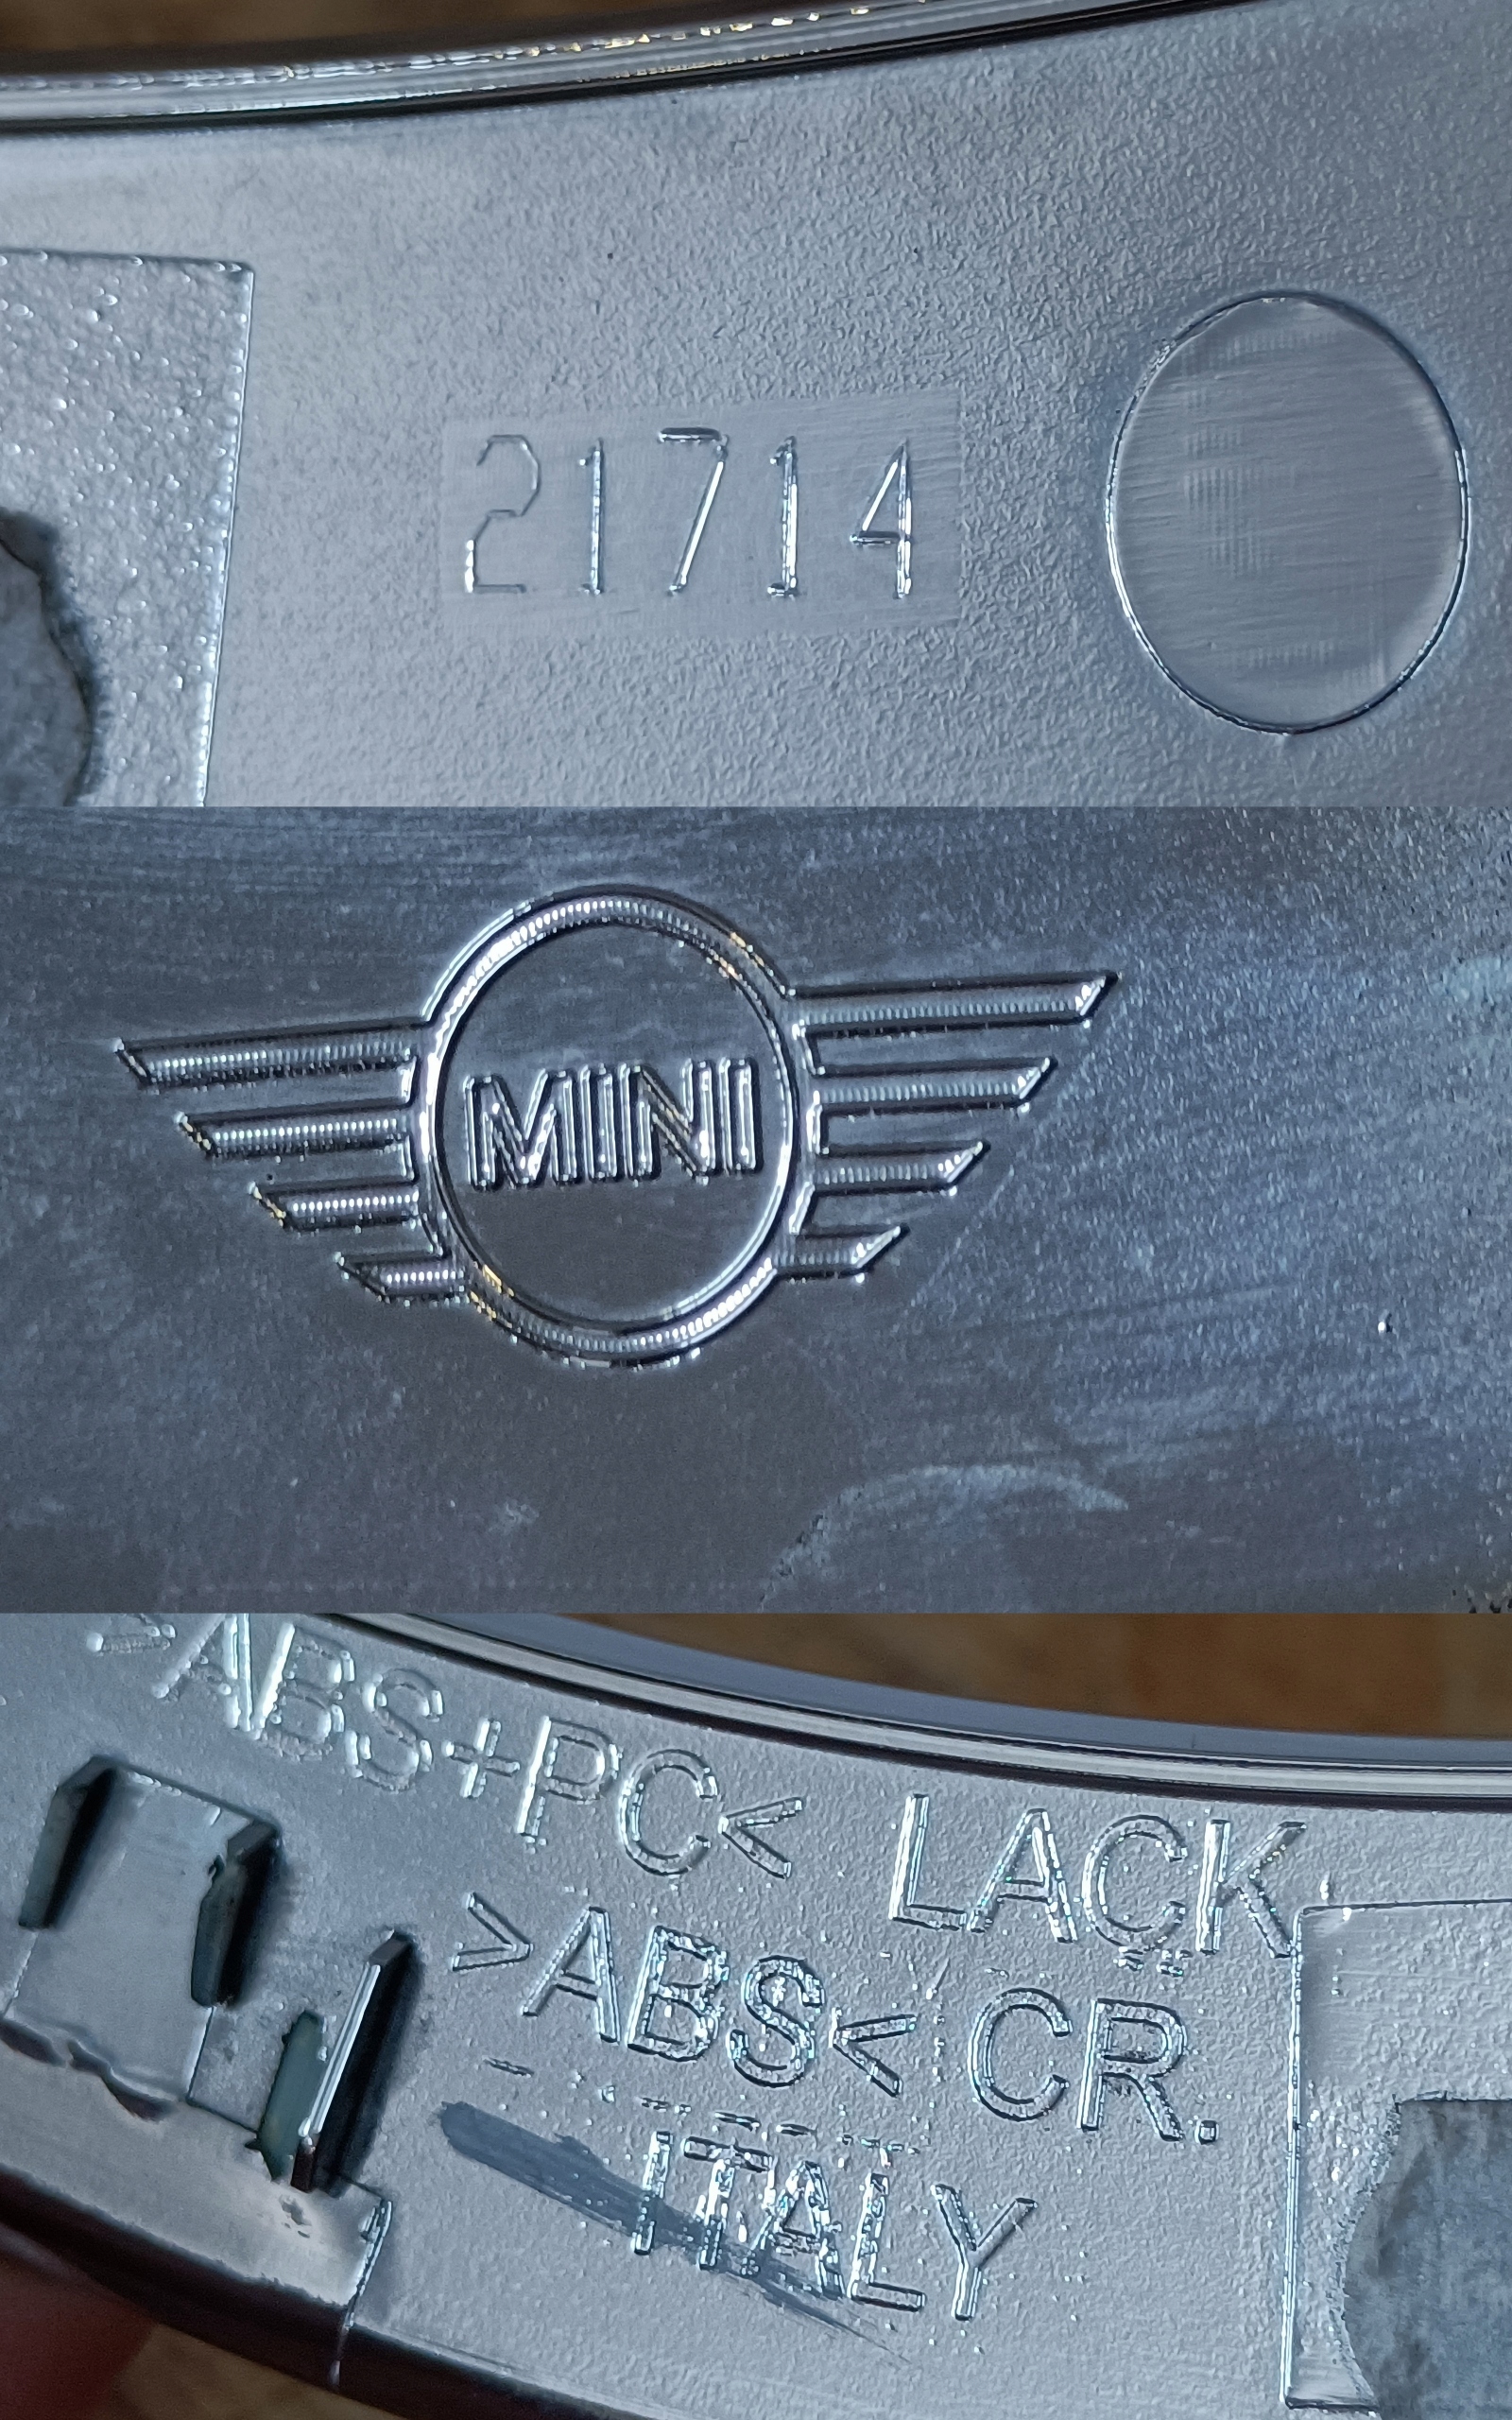 21714
MINI
>ABS+PC< LACK
>ABS< CR.
ITALY